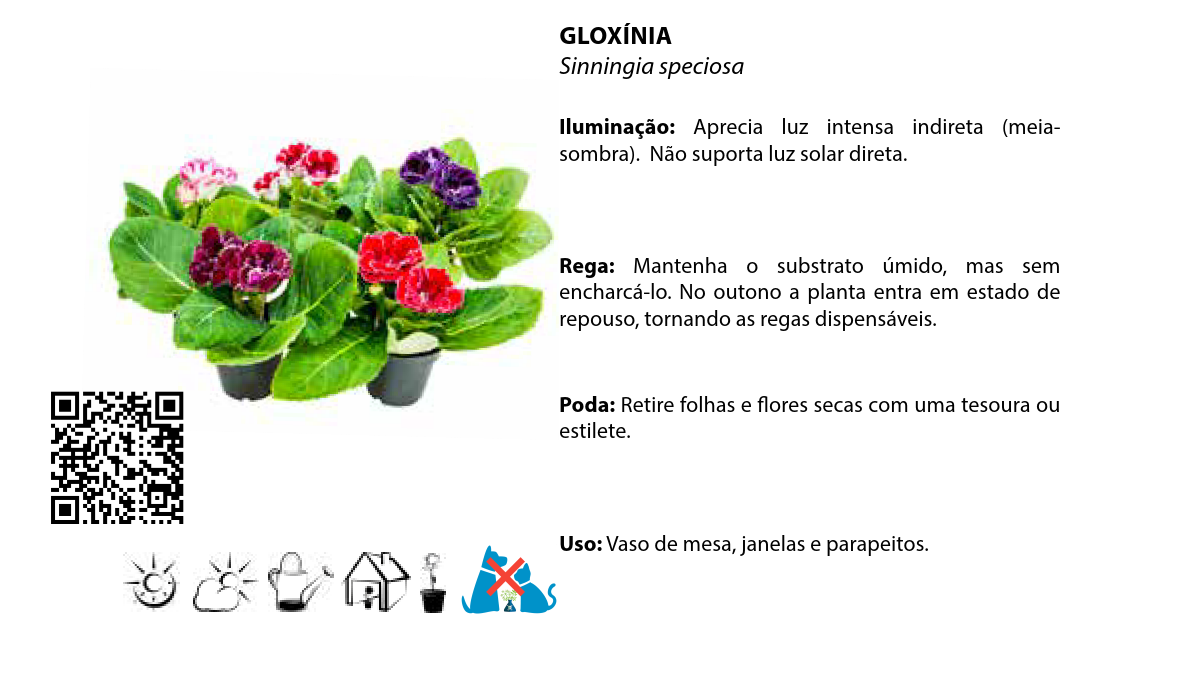 GLOXÍNIA
Sinningia speciosa
Iluminação: Aprecia luz intensa indireta (meia-
sombra). Não suporta luz solar direta.
Rega: Mantenha o substrato úmido, mas sem
encharcá-lo. No outono a planta entra em estado de
repouso, tornando as regas dispensáveis.
Poda: Retire folhas e flores secas com uma tesoura ou
estilete.
Uso: Vaso de mesa, janelas e parapeitos.